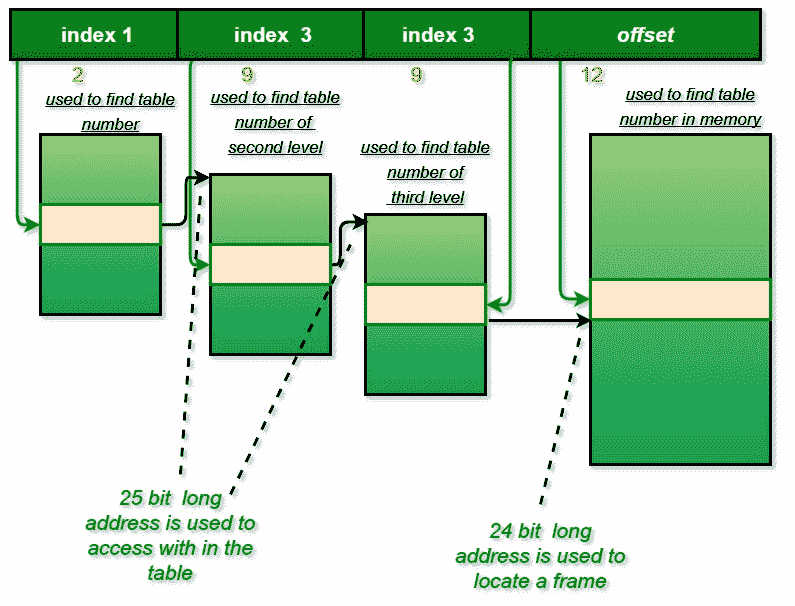 index 1
index 3
index 3
offset
2
9
9
12
used to find table
number
used to find table
number of
second level
used to find table
number of
third level
used to find table
number in memory
25 bit long
address is used to
access with in the
table
24 bit long
address is used to
locate a frame